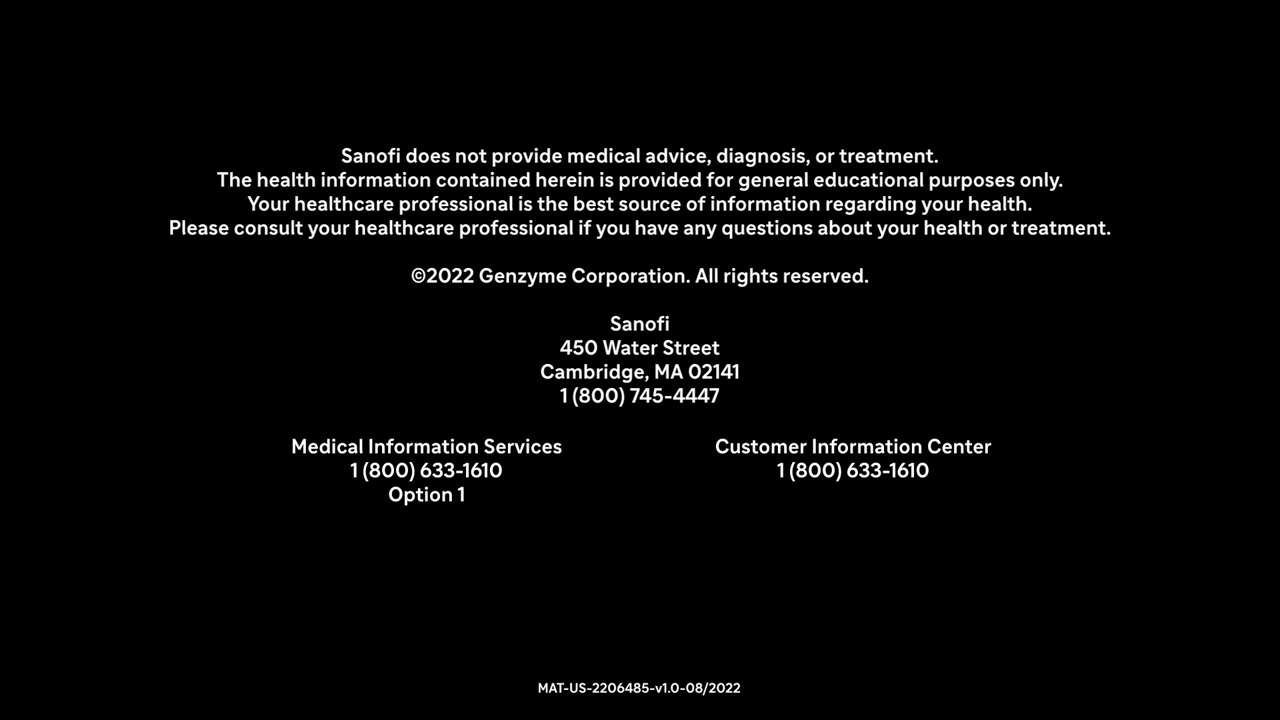 Sanofi does not provide medical advice, diagnosis, or treatment.
The health information contained herein is provided for general educational purposes only.
Your healthcare professional is the best source of information regarding your health.
Please consult your healthcare professional if you have any questions about your health or treatment.
©2022 Genzyme Corporation. All rights reserved.
Sanofi
450 Water Street
Cambridge, MA 02141
1 (800) 745-4447
Medical Information Services
1 (800) 633-1610
Option 1
Customer Information Center
1 (800) 633-1610
MAT-US-2206485-v1.0-08/2022